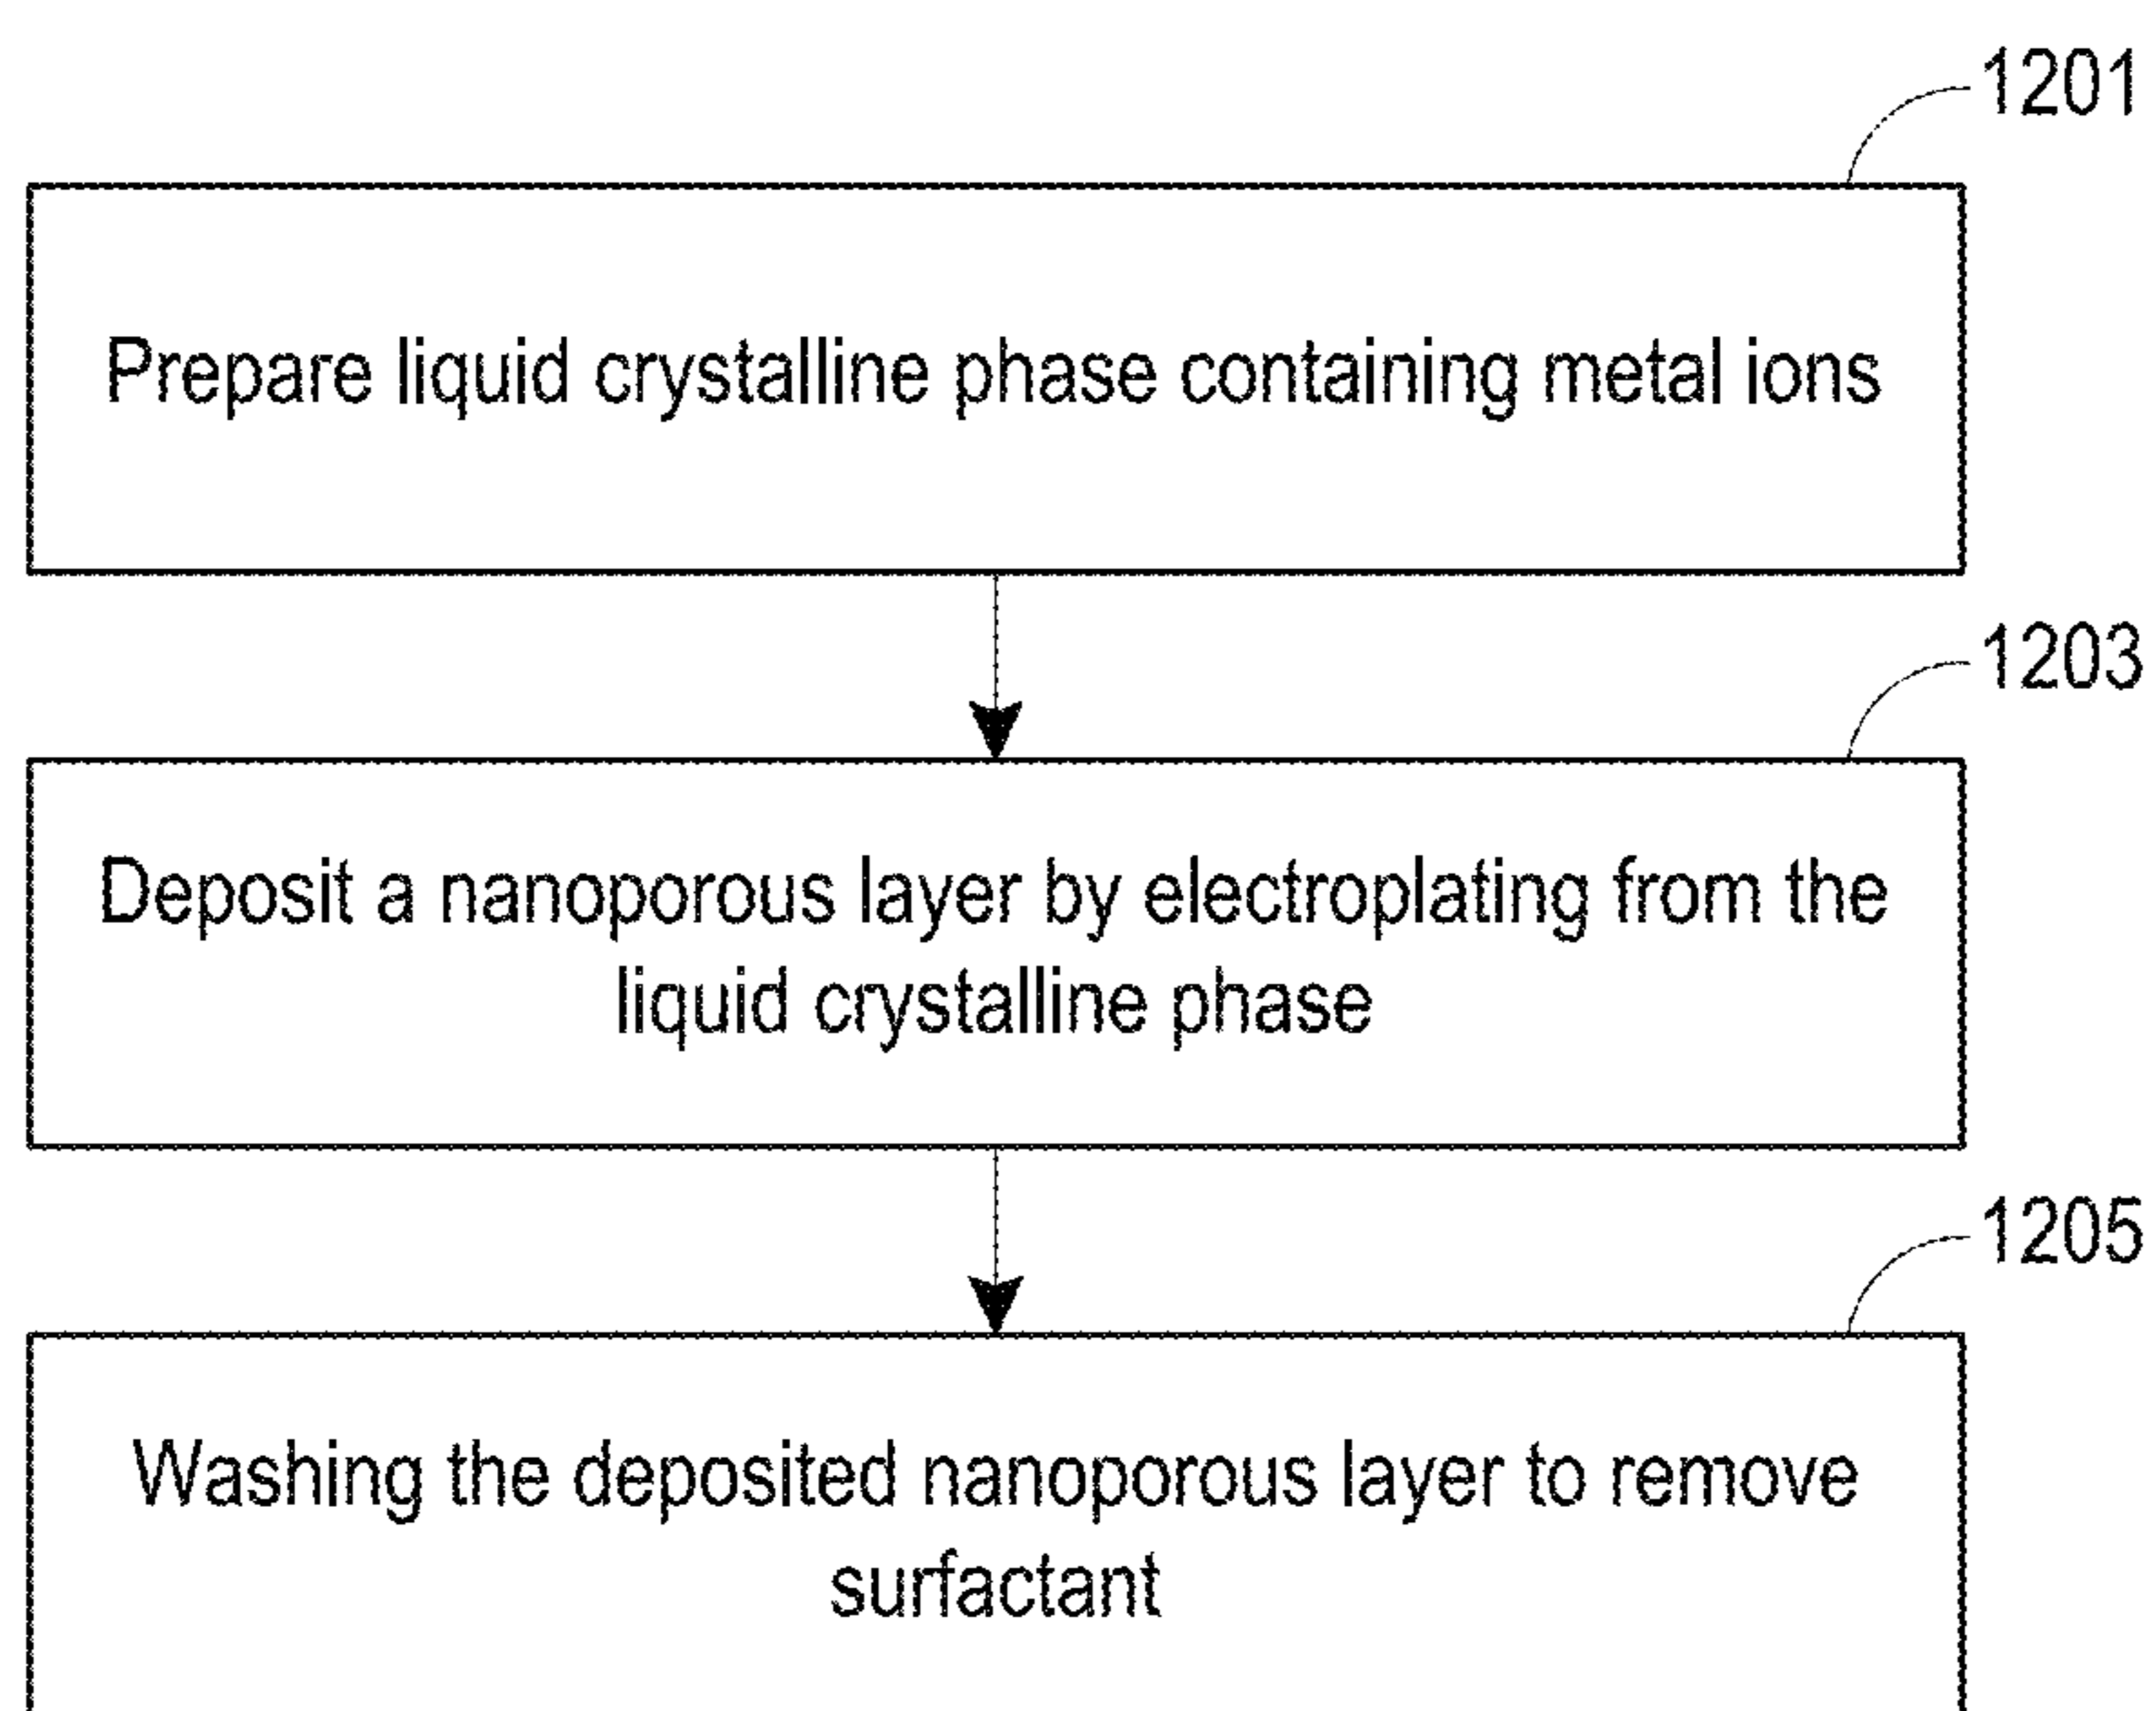 1201
Prepare liquid crystalline phase containing metal ions
1203
Deposit a nanoporous layer by electroplating from the
liquid crystalline phase
1205
Washing the deposited nanoporous layer to remove
surfactant